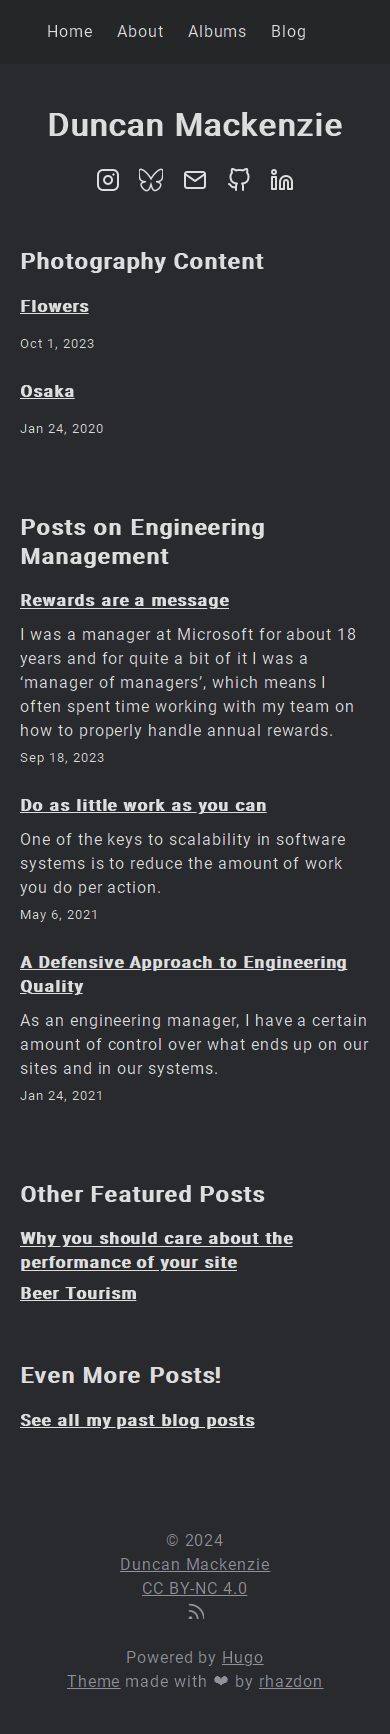 Home About Albums Blog
Duncan Mackenzie
Photography Content
Flowers
Oct 1, 2023
Osaka
Jan 24, 2020
Posts on Engineering
Management
Rewards are a message
I was a manager at Microsoft for about 18
years and for quite a bit of it I was a
‘manager of managers’, which means I
often spent time working with my team on
how to properly handle annual rewards.
Sep 18, 2023
Do as little work as you can
One of the keys to scalability in software
systems is to reduce the amount of work
you do per action.
May 6, 2021
A Defensive Approach to Engineering
Quality
As an engineering manager, I have a certain
amount of control over what ends up on our
sites and in our systems.
Jan 24, 2021
Other Featured Posts
Why you should care about the
performance of your site
Beer Tourism
Even More Posts!
See all my past blog posts
© 2024
Duncan Mackenzie
CC BY-NC 4.0
Powered by Hugo
Theme made with ❤ by rhazdon